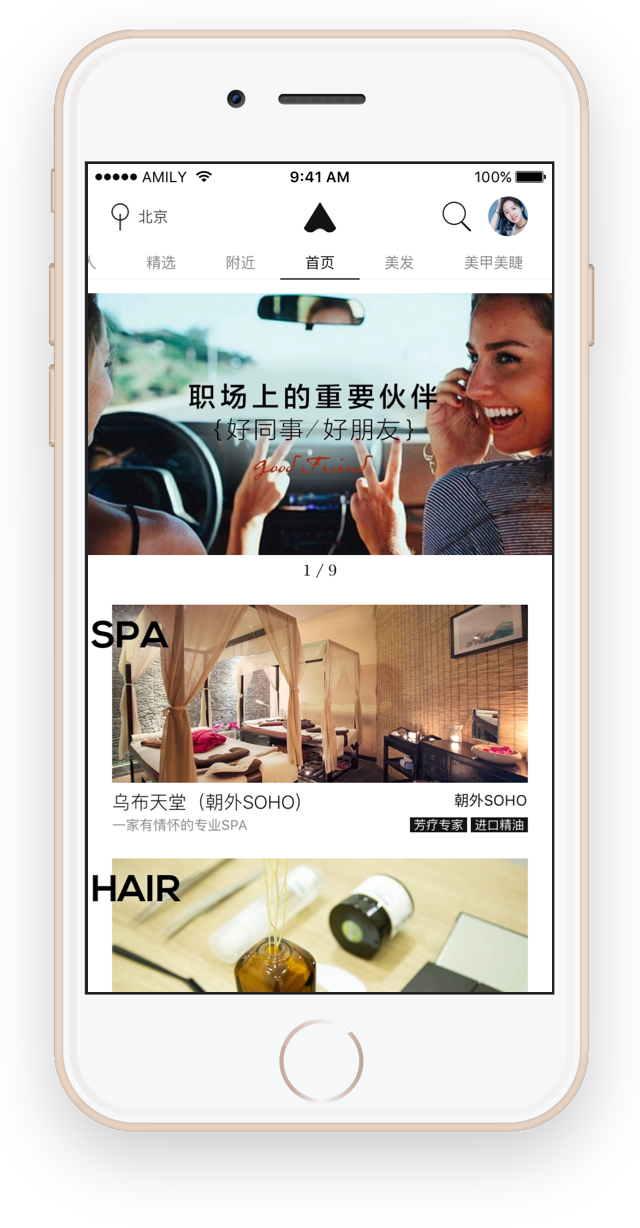 AMILY 9:41 AM 100%
北京
人 精选 附近 首页 美发 美甲美睫
职场上的重要伙伴
{好同事/好朋友}
good Friend
1 / 9
SPA
乌布天堂（朝外SOHO） 朝外SOHO
一家有情怀的专业SPA 芳疗专家 进口精油
HAIR